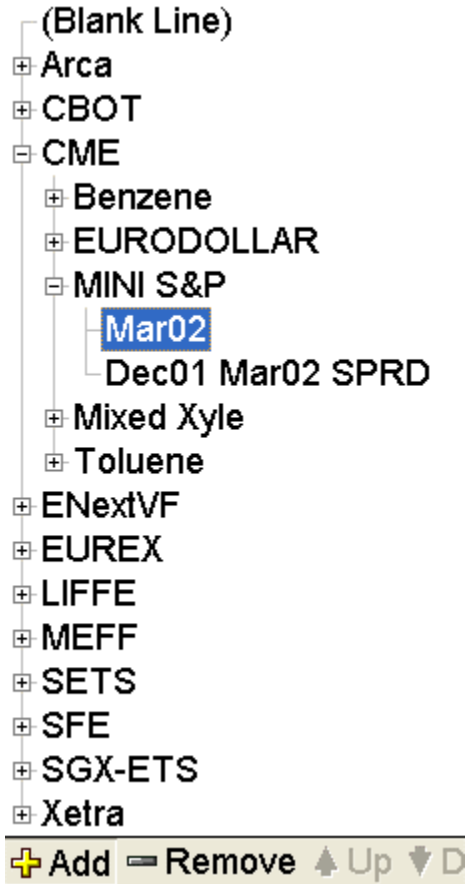 (Blank Line)
Arca
CBOT
CME
Benzene
EURODOLLAR
MINI S&P
Mar02
Dec01 Mar02 SPRD
Mixed Xyle
Toluene
ENextVF
EUREX
LIFFE
MEFF
SETS
SFE
SGX-ETS
Xetra
Add Remove Up D